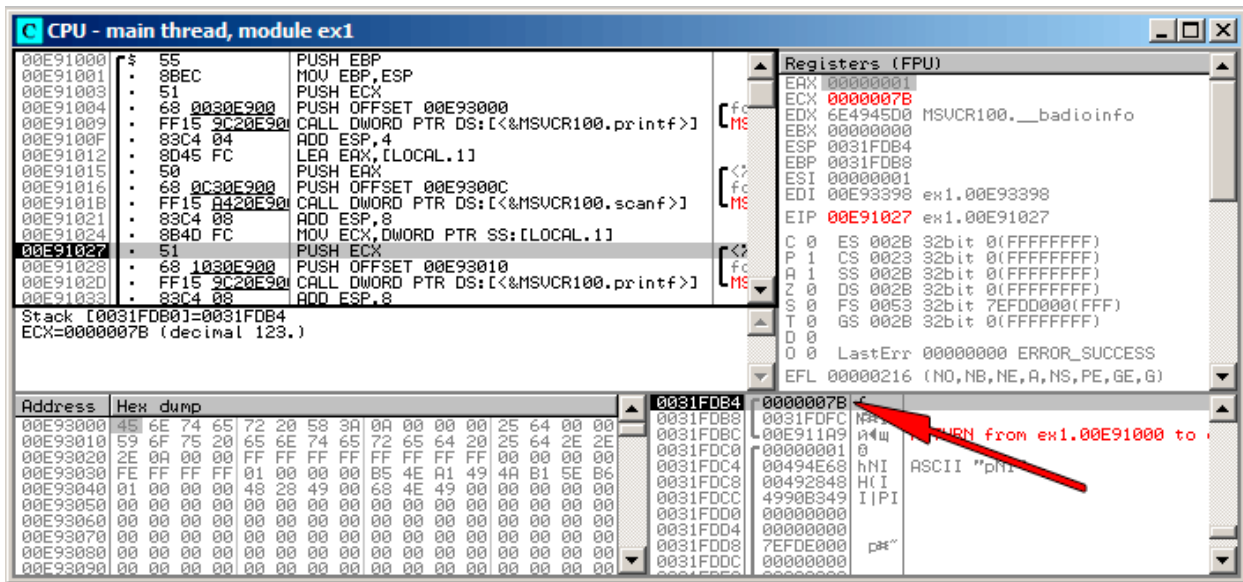 C CPU - main thread, module ex1
00E91000 $ 55 PUSH EBP
00E91001 . 8BEC MOV EBP,ESP
00E91003 . 51 PUSH ECX
00E91004 . 68 0030E900 PUSH OFFSET 00E93000
00E91009 . FF15 9C20E90 CALL DWORD PTR DS:[<&MSVCR100.printf>]
00E9100F . 83C4 04 ADD ESP,4
00E91012 . 8D45 FC LEA EAX,[LOCAL.1]
00E91015 . 50 PUSH EAX
00E91016 . 68 0C30E900 PUSH OFFSET 00E9300C
00E9101B . FF15 A420E90 CALL DWORD PTR DS:[<&MSVCR100.scanf>]
00E91021 . 83C4 08 ADD ESP,8
00E91024 . 8B4D FC MOV ECX,DWORD PTR SS:[LOCAL.1]
00E91027 . 51 PUSH ECX
00E91028 . 68 1030E900 PUSH OFFSET 00E93010
00E9102D . FF15 9C20E90 CALL DWORD PTR DS:[<&MSVCR100.printf>]
00E91033 . 83C4 08 ADD ESP,8
Stack [0031FDB0]=0031FDB4
ECX=0000007B (decimal 123.)
Registers (FPU)
EAX 00000001
ECX 0000007B
EDX 6E4945D0 MSVCR100.__badioinfo
EBX 00000000
ESP 0031FDB4
EBP 0031FDB8
ESI 00000001
EDI 00E93398 ex1.00E93398
EIP 00E91027 ex1.00E91027
C 0 ES 002B 32bit 0(FFFFFFFF)
P 1 CS 0023 32bit 0(FFFFFFFF)
A 1 SS 002B 32bit 0(FFFFFFFF)
Z 0 DS 002B 32bit 0(FFFFFFFF)
S 0 FS 0053 32bit 7EFDD000(FFF)
T 0 GS 002B 32bit 0(FFFFFFFF)
D 0
O 0 LastErr 00000000 ERROR_SUCCESS
EFL 00000216 (NO,NB,NE,A,NS,PE,GE,G)
Address Hex dump
00E93000 45 6E 74 65 72 20 58 3A 0A 00 00 00 25 64 00 00
00E93010 59 6F 75 20 65 6E 74 65 72 65 64 20 25 64 2E 2E
00E93020 2E 0A 00 00 FF FF FF FF FF FF FF FF 00 00 00 00
00E93030 FE FF FF FF 01 00 00 00 B5 4E A1 49 4A B1 5E B6
00E93040 01 00 00 00 48 28 49 00 68 4E 49 00 00 00 00 00
00E93050 00 00 00 00 00 00 00 00 00 00 00 00 00 00 00 00
00E93060 00 00 00 00 00 00 00 00 00 00 00 00 00 00 00 00
00E93070 00 00 00 00 00 00 00 00 00 00 00 00 00 00 00 00
00E93080 00 00 00 00 00 00 00 00 00 00 00 00 00 00 00 00
00E93090 00 00 00 00 00 00 00 00 00 00 00 00 00 00 00 00
0031FDB4 0000007B {
0031FDB8 0031FDFC
0031FDBC 00E911A9 RETURN from ex1.00E91000 to
0031FDC0 00000001
0031FDC4 00494E68 hNI ASCII "pNI"
0031FDC8 00492848 H(I
0031FDCC 4990B349 I|PI
0031FDD0 00000000
0031FDD4 00000000
0031FDD8 7EFDE000
0031FDDC 00000000